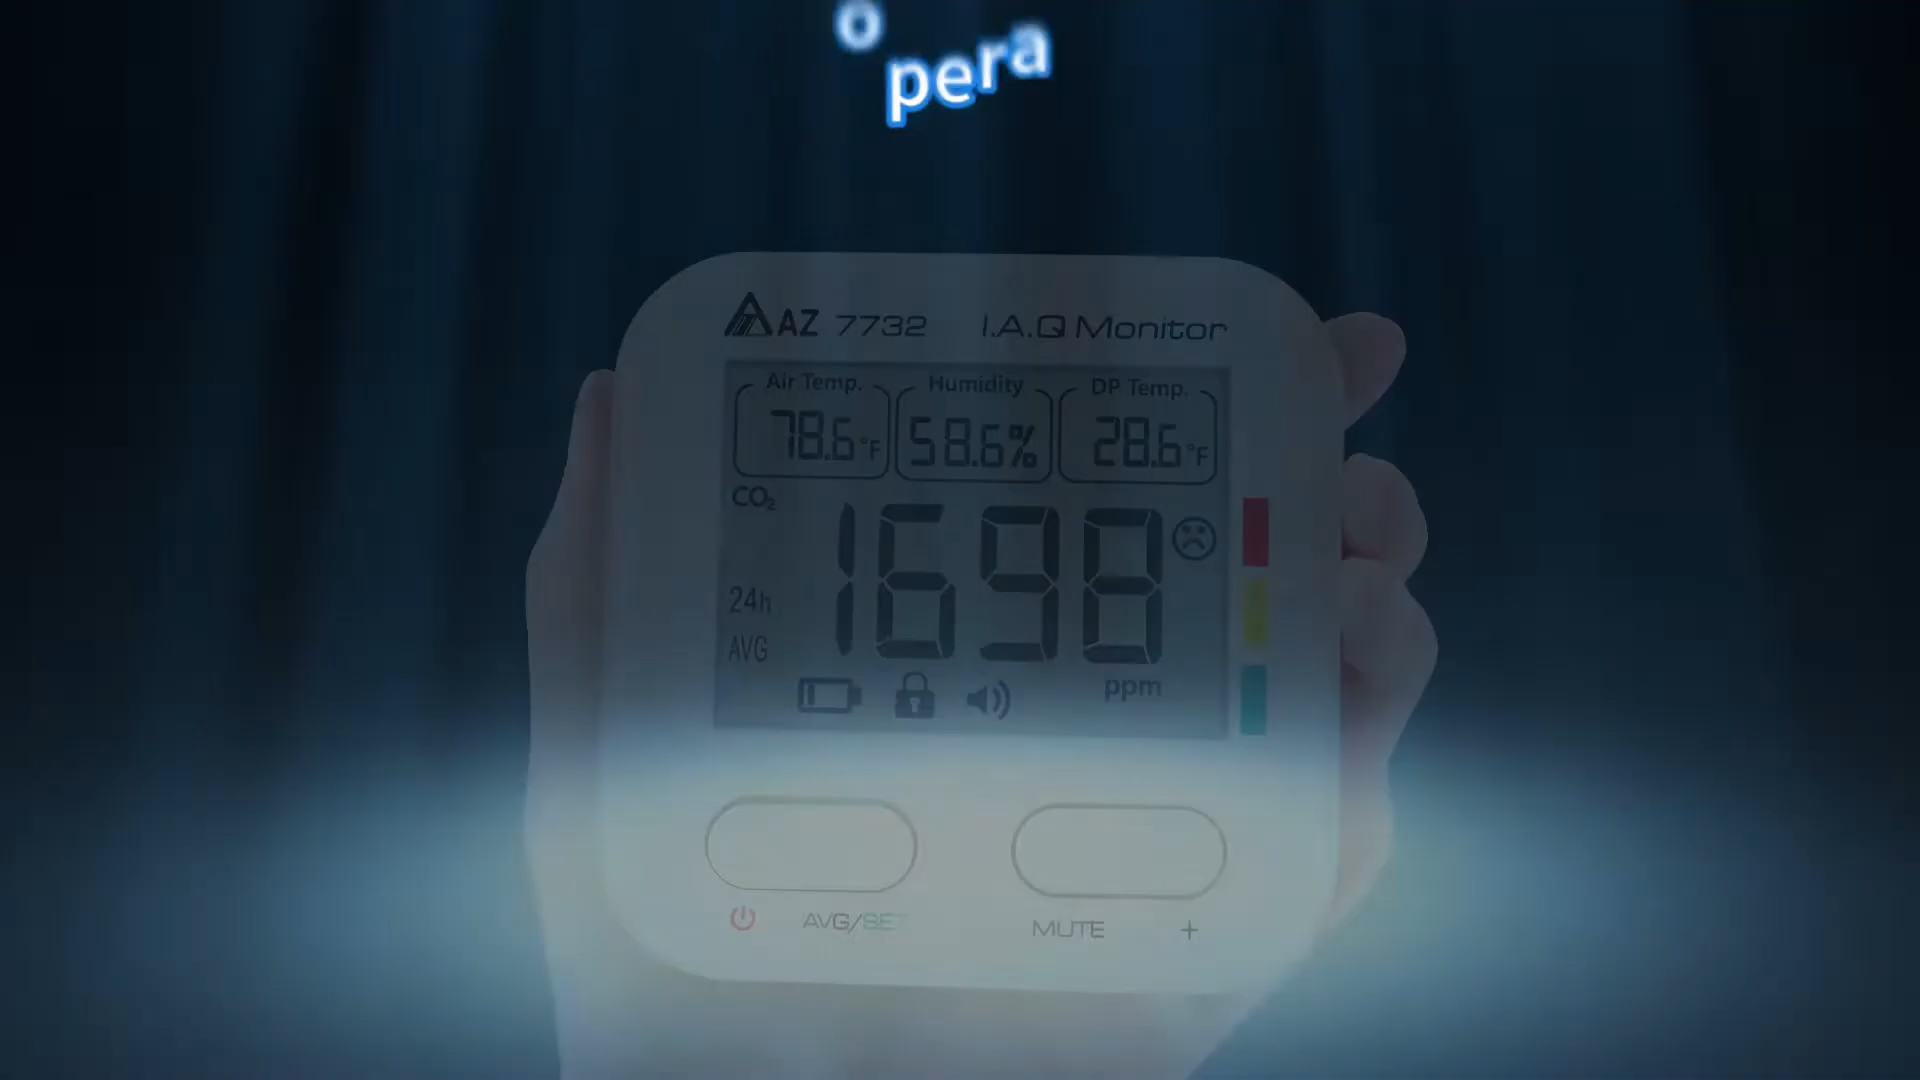 opera
AZ 7732 I.A.Q Monitor
Air Temp. Humidity DP Temp.
78.6°F 58.6% 28.6°F
CO₂
1698
24h
AVG
ppm
AVG/SET MUTE +